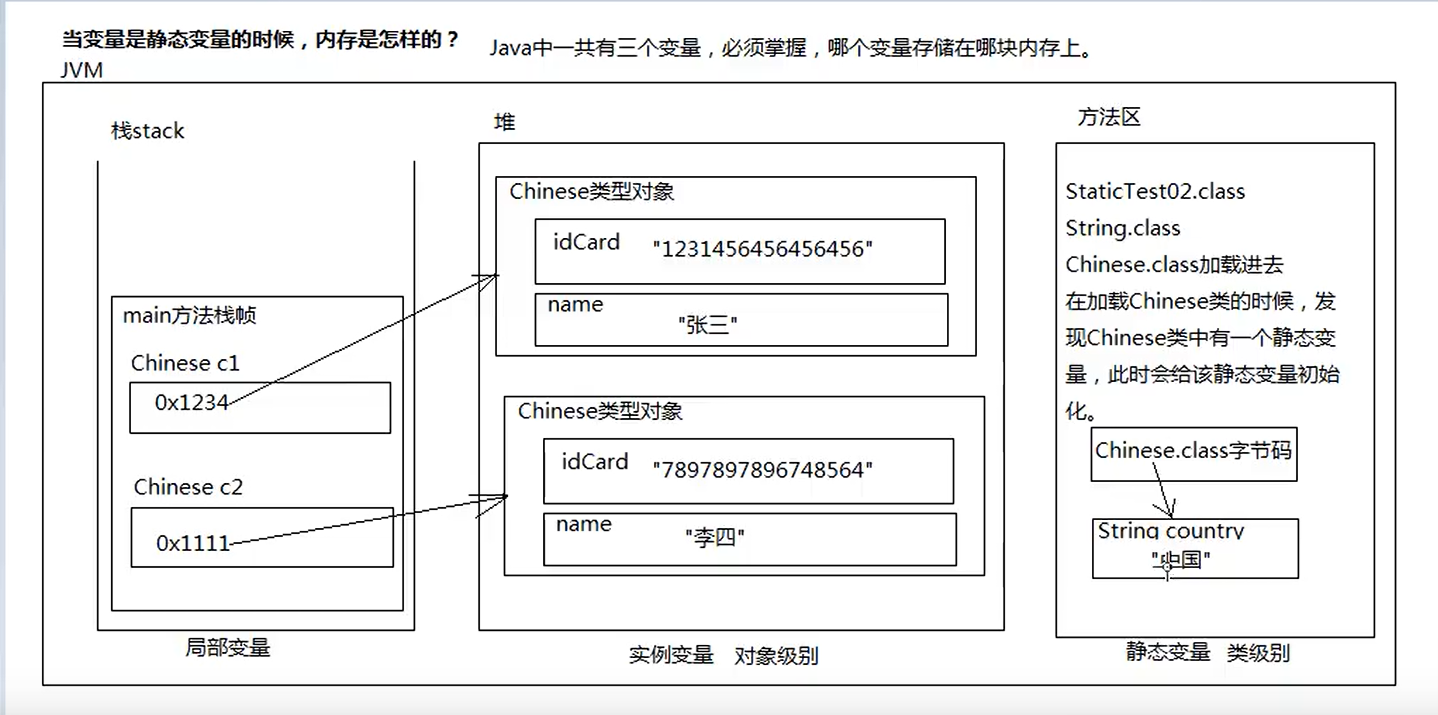 当变量是静态变量的时候，内存是怎样的？
Java中一共有三个变量，必须掌握，哪个变量存储在哪块内存上。
JVM
栈stack
main方法栈帧
Chinese c1
0x1234
Chinese c2
0x1111
局部变量
堆
Chinese类型对象
idCard "1231456456456456"
name
"张三"
Chinese类型对象
idCard "7897897896748564"
name
"李四"
实例变量 对象级别
方法区
StaticTest02.class
String.class
Chinese.class加载进去
在加载Chinese类的时候，发
现Chinese类中有一个静态变
量，此时会给该静态变量初始
化。
Chinese.class字节码
String country
"中国"
静态变量 类级别